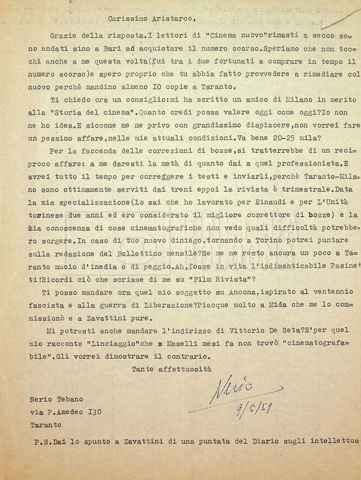 Carissimo Aristarco,
Grazie della risposta.I lettori di "Cinema nuovo"rimasti a secco so-
no andati sino a Bari ad acquistare il numero scorso.Speriamo che non toc-
chi anche a me questa volta(fui tra i due fortunati a comprare in tempo il
numero scorso)e spero proprio che tu abbia fatto provvedere a rimediare col
nuovo perchè mandino almeno IO copie a Taranto.
Ti chiedo ora un consiglio:mi ha scritto un amico di Milano in merito
alla "Storia del cinema".Quanto credi possa valere oggi come oggi?Io non
ne ho idea.E siccome me ne privo con grandissimo dispiacere,non vorrei fare
un pessimo affare,nelle mie attuali condizioni.Va bene 20-25 mila?
Per la faccenda delle correzioni di bozze,si tratterebbe di un reci-
proco affare: a me daresti la metà di quanto dai a quel professionista.E
avrei tutto il tempo per correggere i testi e inviarli,perchè Taranto-Mila-
no sono ottimamente serviti dai treni eppoi la rivista è trimestrale.Data
la mia specializzazione(lo sai che ho lavorato per Einaudi e per L'Unità
torinese due anni ed ero considerato il migliore correttore di bozze) e la
mia conoscenza di cose cinematografiche non vedo quali difficoltà potrebbe-
ro sorgere.In caso di tuo nuovo diniego,tornando a Torino potrei puntare
sulla redazione del Bollettino mensile?Se me ne resto ancora un poco a Ta-
ranto muoio d'inedia o di peggio.Ah,fosse in vita l'indimenticabile Pasinet-
ti!Ricordi ciò che scrisse di me su "Film Rivista"?
Ti posso mandare ora quel mio soggetto su Ancona,ispirato al ventennio
fascista e alla guerra di Liberazione?Piacque molto a Mida che me lo com-
missionò e a Zavattini pure.
Mi potresti anche mandare l'indirizzo di Vittorio De Seta?E'per quel
mio racconto "Linciaggio"che x Maselli mesi fa non trovò "cinematografa-
bile".Gli vorrei dimostrare il contrario.
Tante affettuosità
Nerio
9/5/59
Nerio Tebano
via P.Amedeo I30
Taranto
P.S.Dai lo spunto a Zavattini di una puntata del Diario sugli intellettua